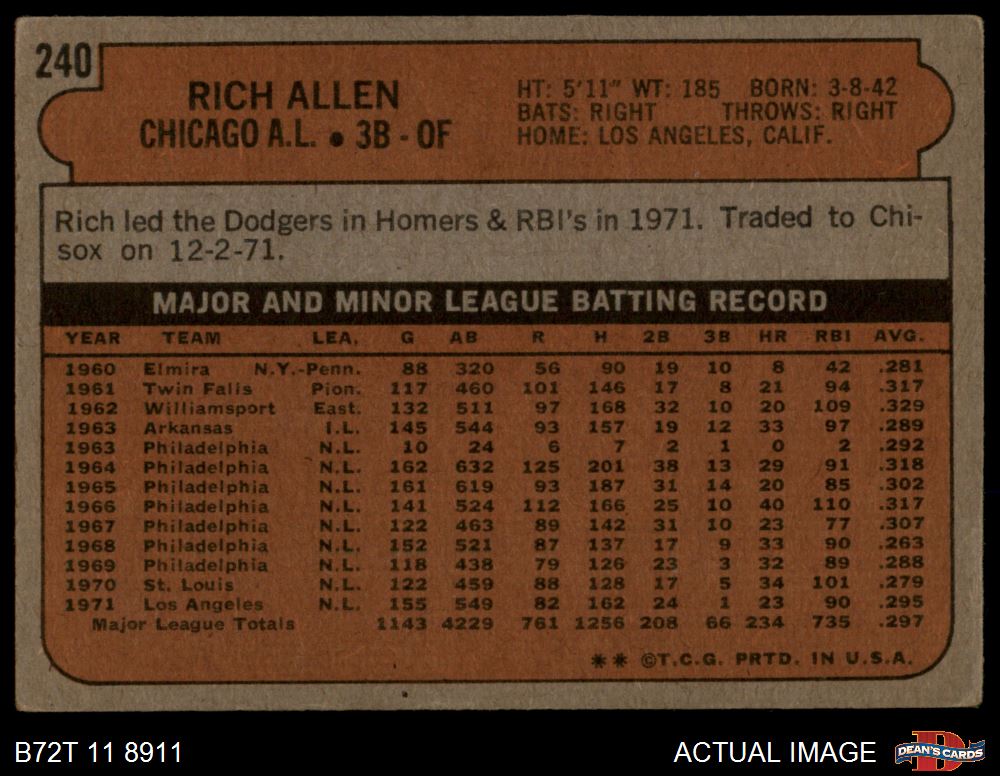 240
RICH ALLEN
CHICAGO A.L. • 3B - OF
HT: 5'11" WT: 185 BORN: 3-8-42
BATS: RIGHT THROWS: RIGHT
HOME: LOS ANGELES, CALIF.
Rich led the Dodgers in Homers & RBI's in 1971. Traded to Chi-
sox on 12-2-71.
MAJOR AND MINOR LEAGUE BATTING RECORD
YEAR TEAM LEA. G AB R H 2B 3B HR RBI AVG.
1960 Elmira N.Y.-Penn. 88 320 56 90 19 10 8 42 .281
1961 Twin Falls Pion. 117 460 101 146 17 8 21 94 .317
1962 Williamsport East. 132 511 97 168 32 10 20 109 .329
1963 Arkansas I.L. 145 544 93 157 19 12 33 97 .289
1963 Philadelphia N.L. 10 24 6 7 2 1 0 2 .292
1964 Philadelphia N.L. 162 632 125 201 38 13 29 91 .318
1965 Philadelphia N.L. 161 619 93 187 31 14 20 85 .302
1966 Philadelphia N.L. 141 524 112 166 25 10 40 110 .317
1967 Philadelphia N.L. 122 463 89 142 31 10 23 77 .307
1968 Philadelphia N.L. 152 521 87 137 17 9 33 90 .263
1969 Philadelphia N.L. 118 438 79 126 23 3 32 89 .288
1970 St. Louis N.L. 122 459 88 128 17 5 34 101 .279
1971 Los Angeles N.L. 155 549 82 162 24 1 23 90 .295
Major League Totals 1143 4229 761 1256 208 66 234 735 .297
** ©T.C.G. PRTD. IN U.S.A.
B72T 11 8911
ACTUAL IMAGE
DEAN'S CARDS